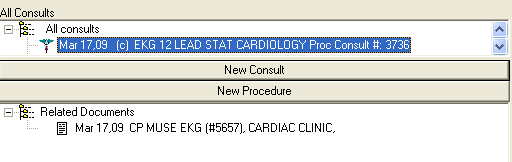 All Consults
All consults
Mar 17,09 (c) EKG 12 LEAD STAT CARDIOLOGY Proc Consult #: 3736
New Consult
New Procedure
Related Documents
Mar 17,09 CP MUSE EKG (#5657), CARDIAC CLINIC,